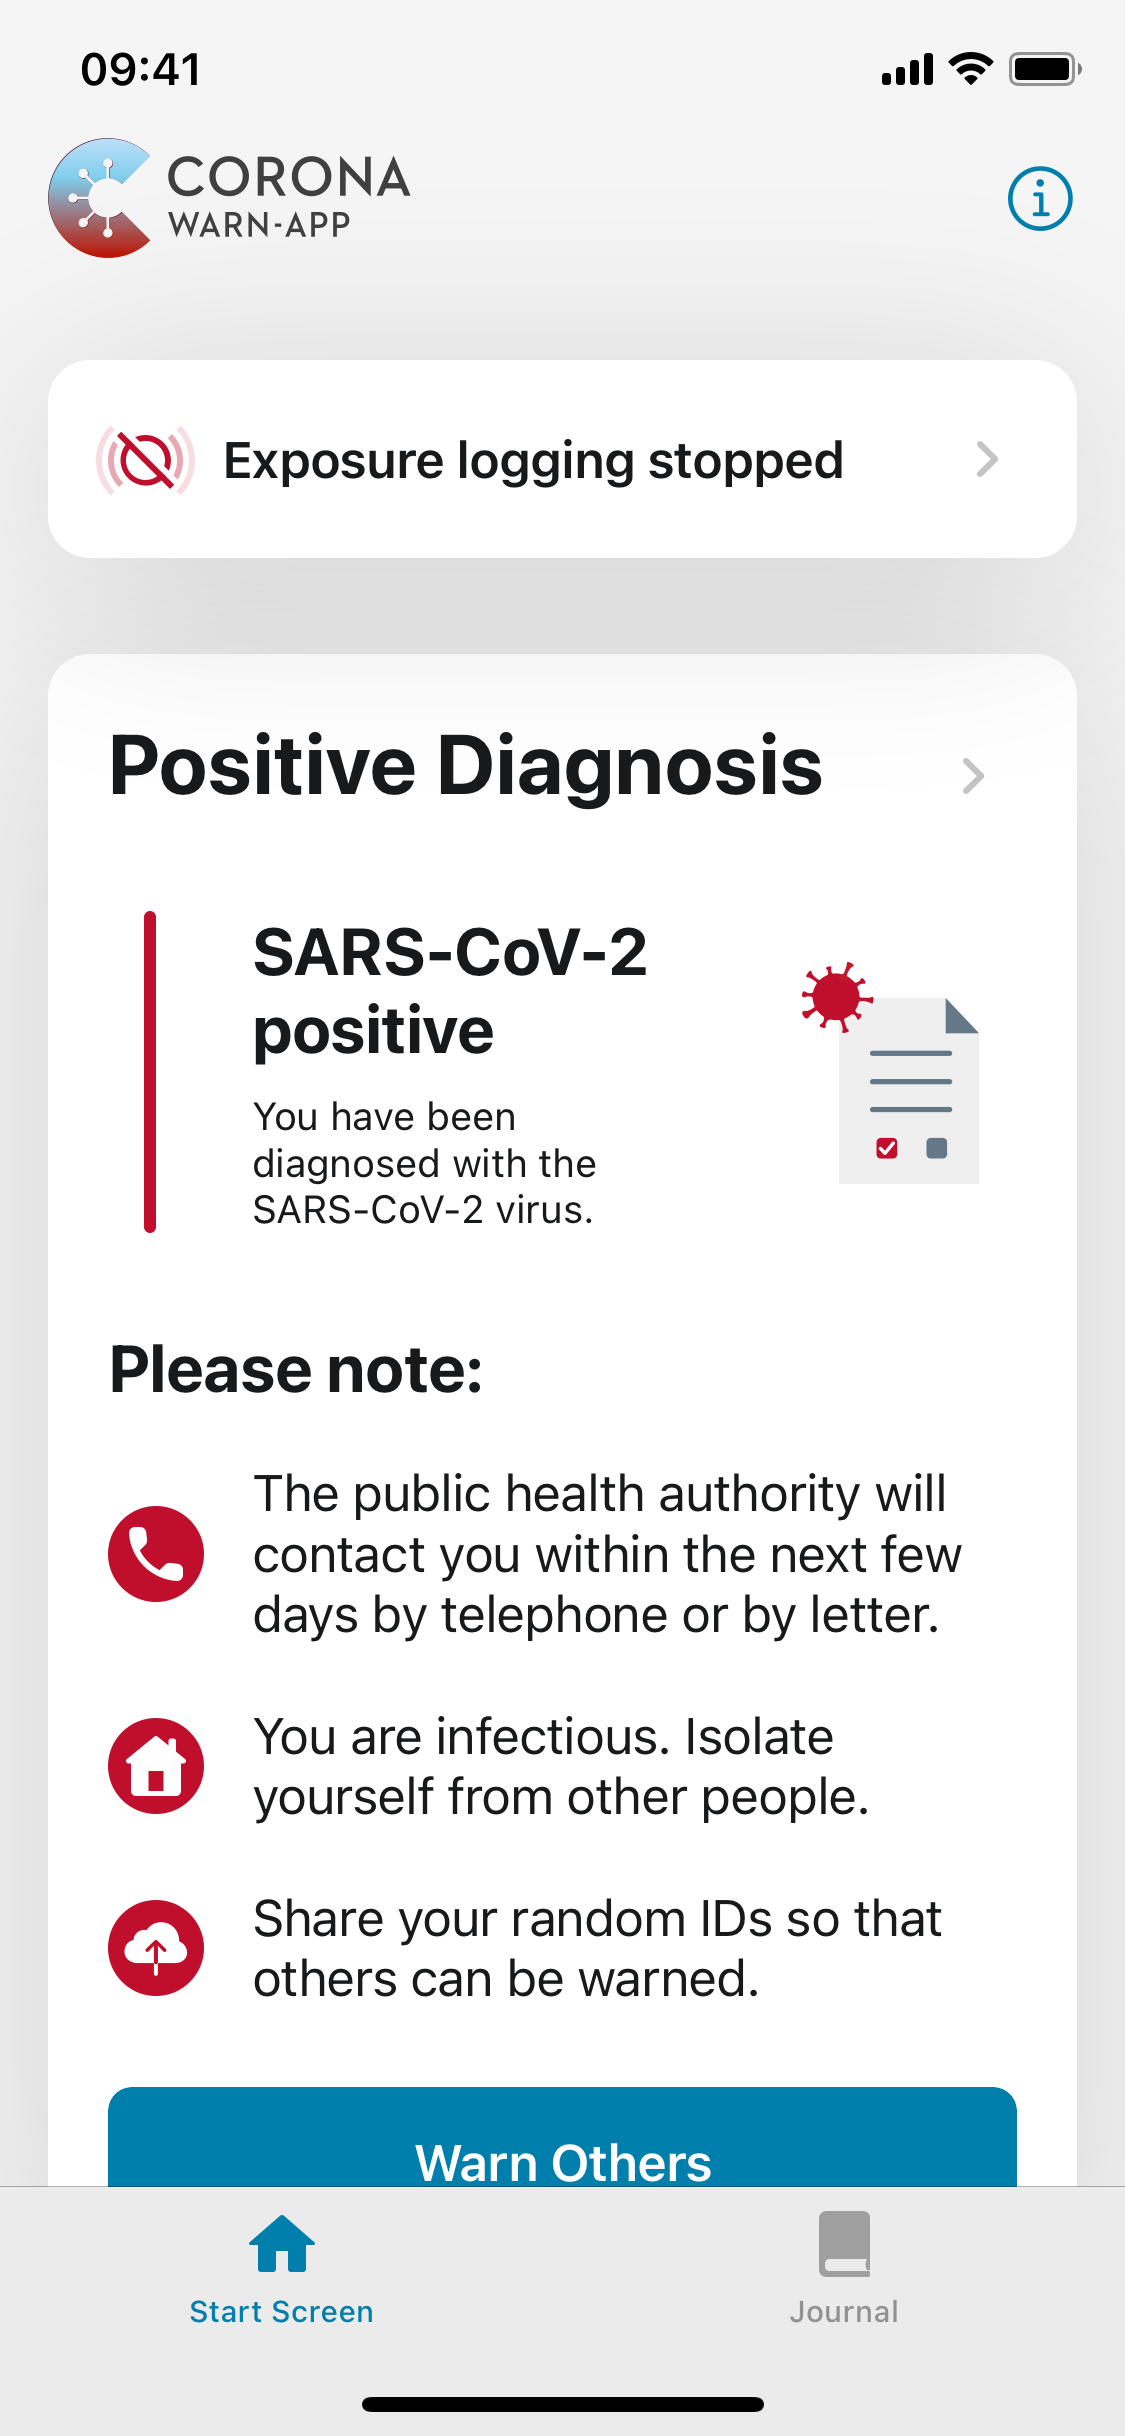 09:41
CORONA
WARN-APP
Exposure logging stopped
Positive Diagnosis
SARS-CoV-2
positive
You have been
diagnosed with the
SARS-CoV-2 virus.
Please note:
The public health authority will
contact you within the next few
days by telephone or by letter.
You are infectious. Isolate
yourself from other people.
Share your random IDs so that
others can be warned.
Warn Others
Start Screen
Journal